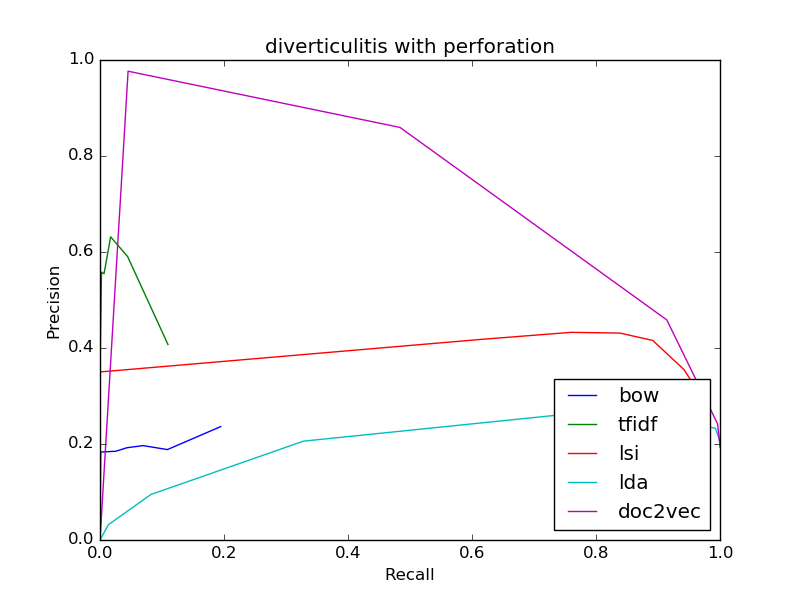 diverticulitis with perforation
1.0
0.8
0.6
0.4
0.2
0.0
Precision
bow
tfidf
lsi
lda
doc2vec
0.0 0.2 0.4 0.6 0.8 1.0
Recall